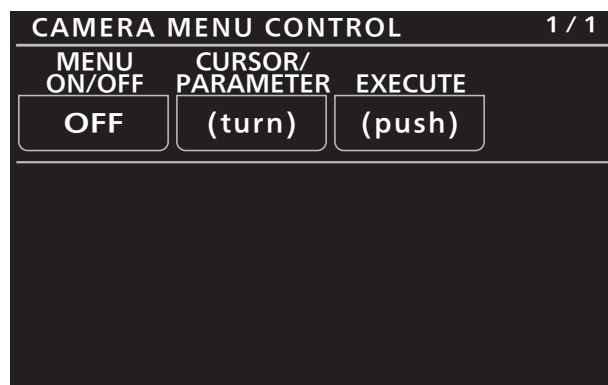 CAMERA MENU CONTROL 1 / 1
MENU ON/OFF
CURSOR/ PARAMETER
EXECUTE
OFF
(turn)
(push)